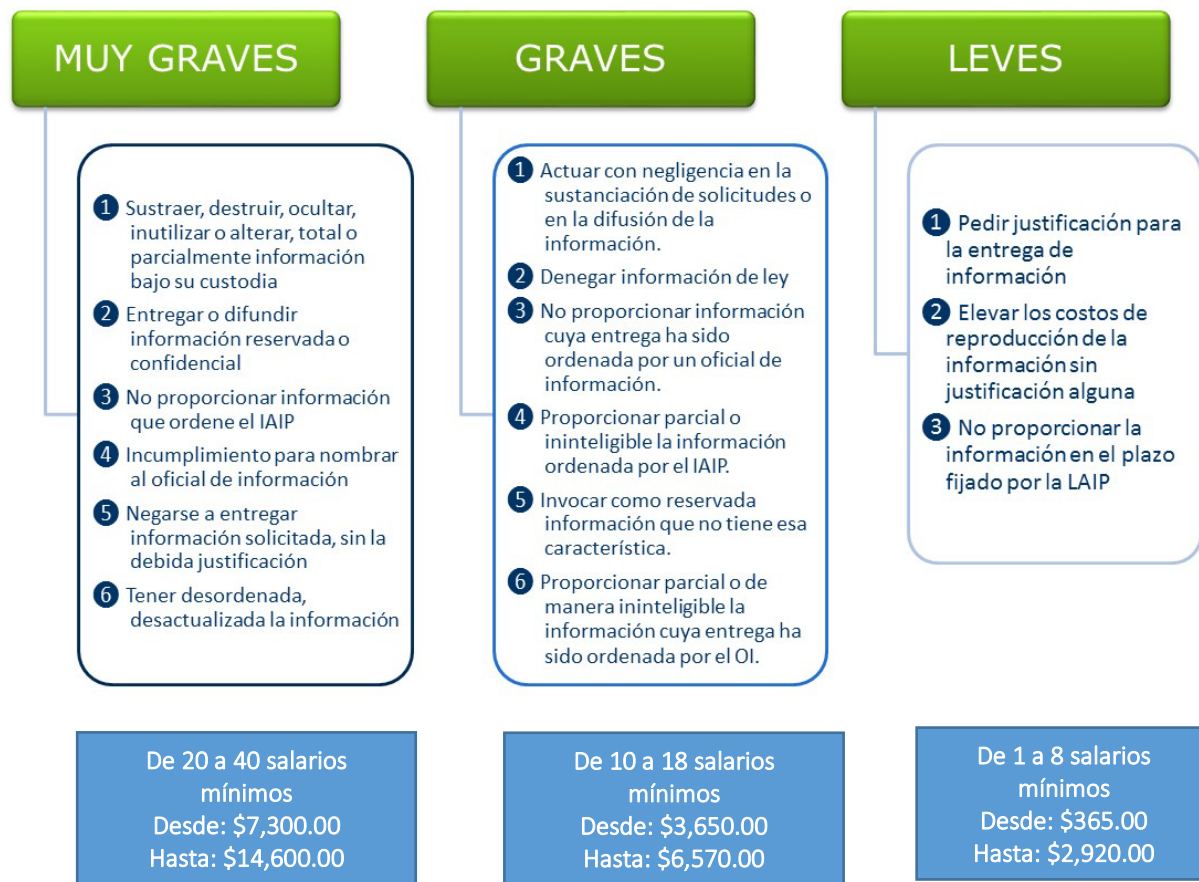 MUY GRAVES
1 Sustraer, destruir, ocultar,
inutilizar o alterar, total o
parcialmente información
bajo su custodia
2 Entregar o difundir
información reservada o
confidencial
3 No proporcionar información
que ordene el IAIP
4 Incumplimiento para nombrar
al oficial de información
5 Negarse a entregar
información solicitada, sin la
debida justificación
6 Tener desordenada,
desactualizada la información
De 20 a 40 salarios
mínimos
Desde: $7,300.00
Hasta: $14,600.00
GRAVES
1 Actuar con negligencia en la
sustanciación de solicitudes o
en la difusión de la
información.
2 Denegar información de ley
3 No proporcionar información
cuya entrega ha sido
ordenada por un oficial de
información.
4 Proporcionar parcial o
ininteligible la información
ordenada por el IAIP.
5 Invocar como reservada
información que no tiene esa
característica.
6 Proporcionar parcial o de
manera ininteligible la
información cuya entrega ha
sido ordenada por el OI.
De 10 a 18 salarios
mínimos
Desde: $3,650.00
Hasta: $6,570.00
LEVES
1 Pedir justificación para
la entrega de
información
2 Elevar los costos de
reproducción de la
información sin
justificación alguna
3 No proporcionar la
información en el plazo
fijado por la LAIP
De 1 a 8 salarios
mínimos
Desde: $365.00
Hasta: $2,920.00